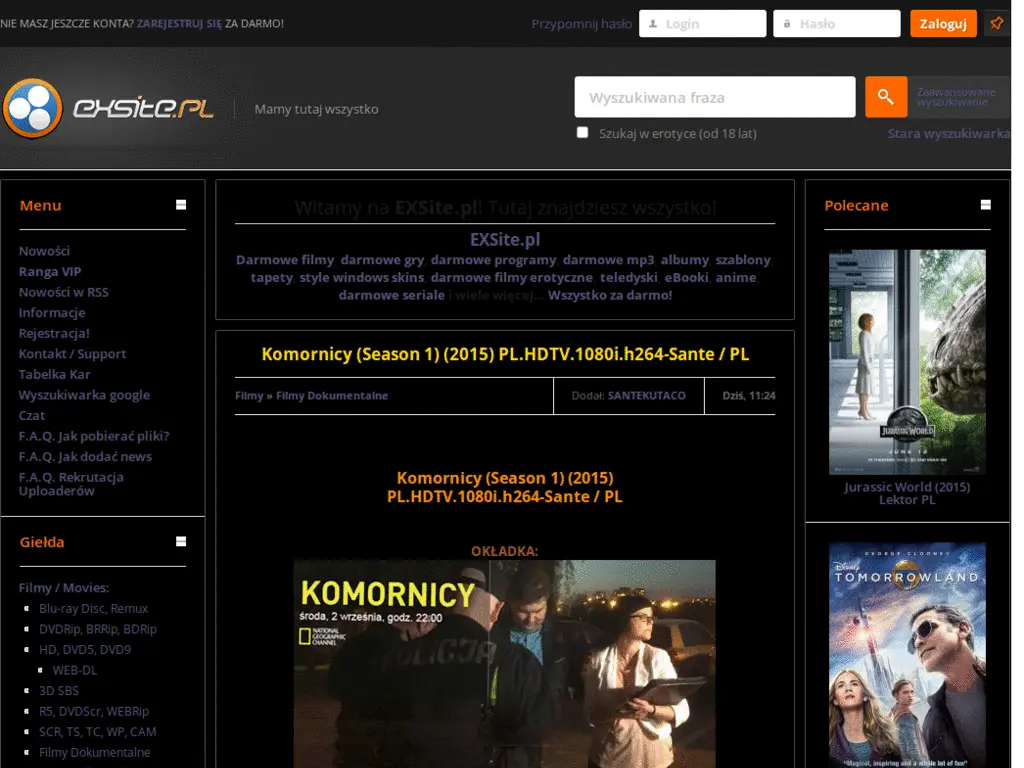 NIE MASZ JESZCZE KONTA? ZAREJESTRUJ SIĘ ZA DARMO!
Przypomnij hasło
Login
Hasło
Zaloguj
exsite.pl
Mamy tutaj wszystko
Wyszukiwana fraza
Zaawansowane
wyszukiwanie
Szukaj w erotyce (od 18 lat)
Stara wyszukiwarka
Menu
Nowości
Ranga VIP
Nowości w RSS
Informacje
Rejestracja!
Kontakt / Support
Tabelka Kar
Wyszukiwarka google
Czat
F.A.Q. Jak pobierać pliki?
F.A.Q. Jak dodać news
F.A.Q. Rekrutacja
Uploaderów
Giełda
Filmy / Movies:
Blu-ray Disc, Remux
DVDRip, BRRip, BDRip
HD, DVD5, DVD9
WEB-DL
3D SBS
R5, DVDScr, WEBRip
SCR, TS, TC, WP, CAM
Filmy Dokumentalne
Witamy na EXSite.pl! Tutaj znajdziesz wszystko!
EXSite.pl
Darmowe filmy, darmowe gry, darmowe programy, darmowe mp3, albumy, szablony,
tapety, style windows skins, darmowe filmy erotyczne, teledyski, eBooki, anime,
darmowe seriale i wiele więcej... Wszystko za darmo!
Komornicy (Season 1) (2015) PL.HDTV.1080i.h264-Sante / PL
Filmy » Filmy Dokumentalne
Dodał: SANTEKUTACO
Dziś, 11:24
Komornicy (Season 1) (2015)
PL.HDTV.1080i.h264-Sante / PL
OKŁADKA:
KOMORNICY
środa, 2 września, godz. 22:00
NATIONAL
GEOGRAPHIC
CHANNEL
POLICJA
Polecane
JURASSIC WORLD
JUNE 12
Jurassic World (2015)
Lektor PL
GEORGE CLOONEY
Disney
TOMORROWLAND
"Magical, inspiring and a whole lot of fun"